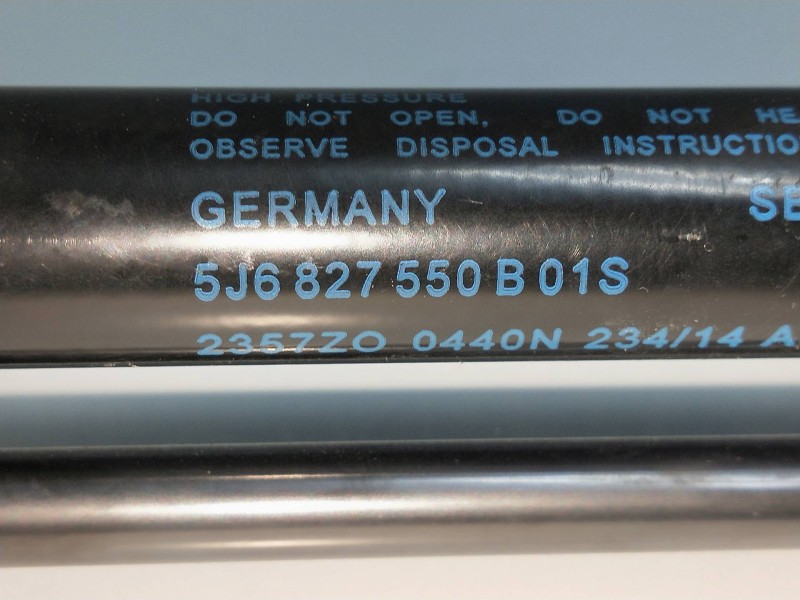 HIGH PRESSURE
DO NOT OPEN. DO NOT HE
OBSERVE DISPOSAL INSTRUCTIO
GERMANY SE
5J6 827 550 B 01S
2357ZO 0440N 234/14 A